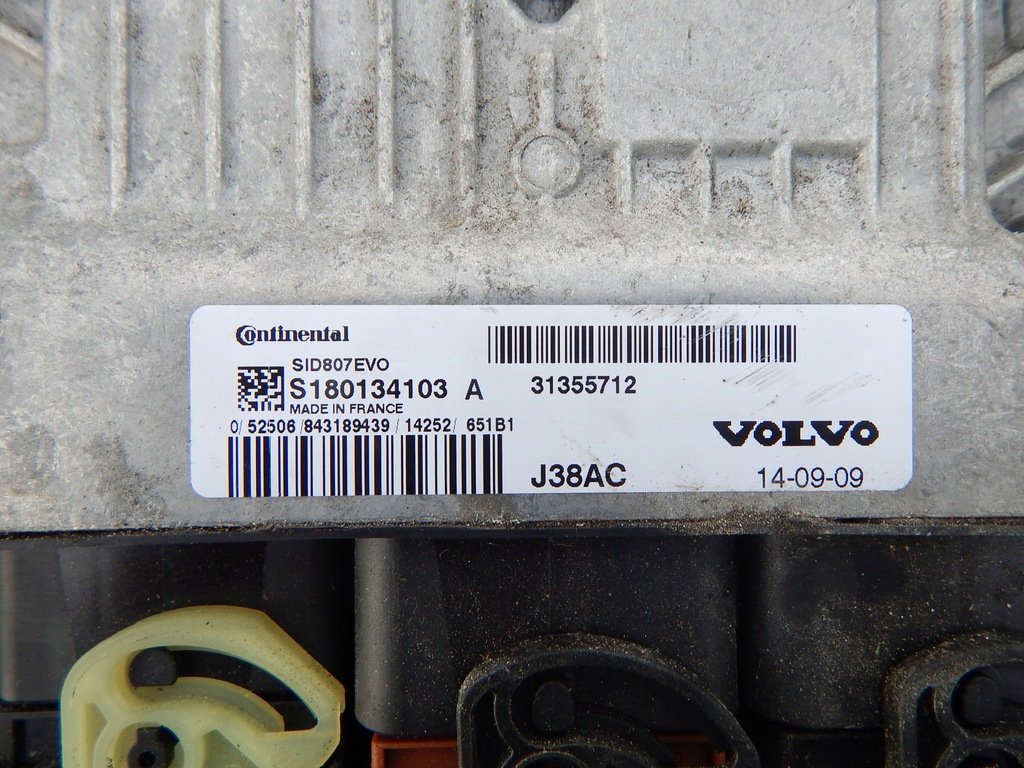 Continental
SID807EVO
S180134103 A
MADE IN FRANCE
0/ 52506 /843189439 /14252/ 651B1
31355712
VOLVO
J38AC
14-09-09